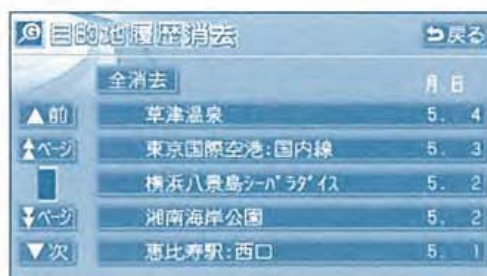 G 目的地履歴消去 戻る
全消去 月 日
▲前 草津温泉 5. 4
ページ 東京国際空港:国内線 5. 3
横浜八景島シーパラダイス 5. 2
ページ 湘南海岸公園 5. 2
▼次 恵比寿駅:西口 5. 1